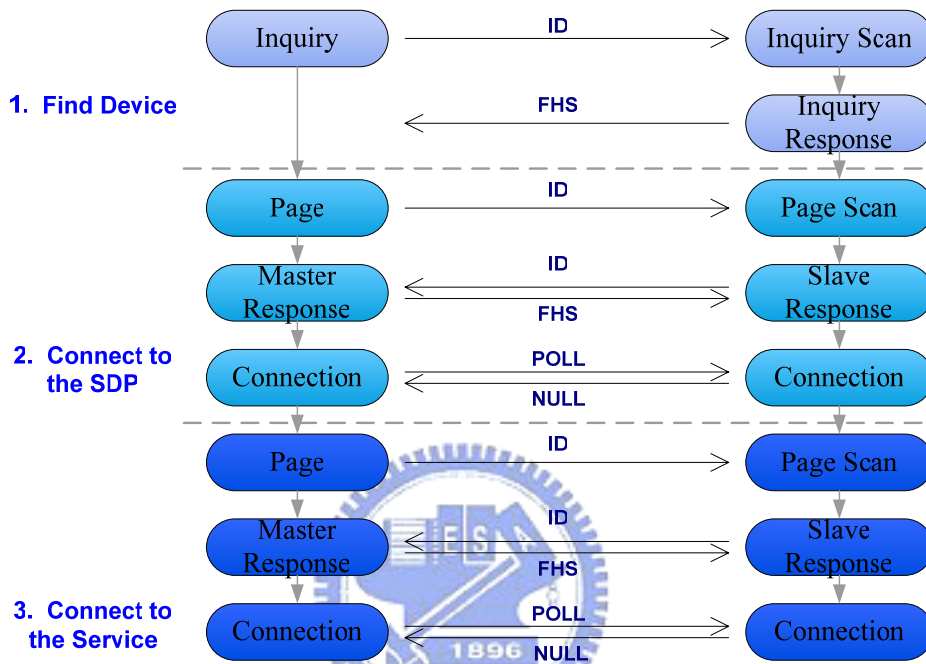 Inquiry
ID
Inquiry Scan
1. Find Device
FHS
Inquiry
Response
Page
ID
Page Scan
Master
Response
ID
FHS
Slave
Response
2. Connect to
the SDP
Connection
POLL
NULL
Connection
Page
ID
Page Scan
Master
Response
ID
FHS
Slave
Response
ES
3. Connect to
the Service
Connection
POLL
NULL
Connection
1896